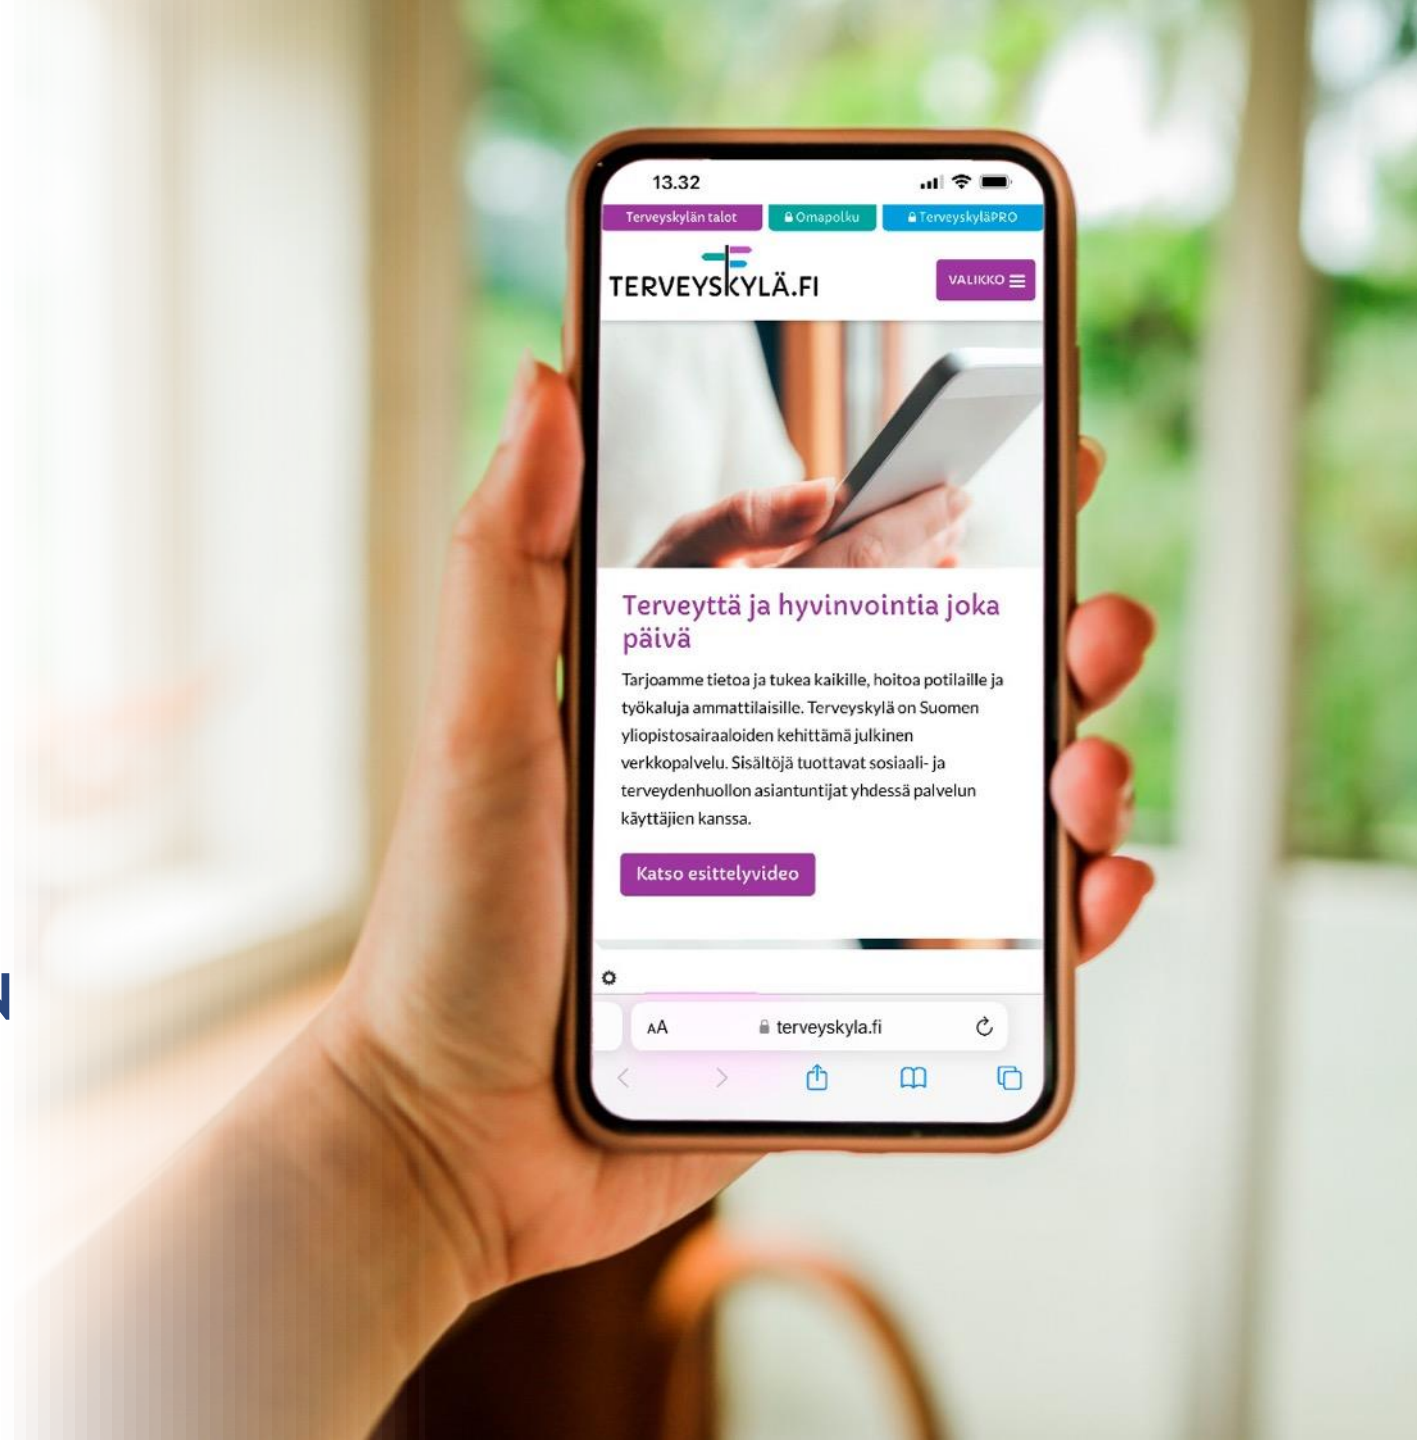 13.32
Terveyskylän talot
Omapolku
TerveyskyläPRO
TERVEYSKYLÄ.FI
VALIKKO
Terveyttä ja hyvinvointia joka
päivä
Tarjoamme tietoa ja tukea kaikille, hoitoa potilaille ja
työkaluja ammattilaisille. Terveyskylä on Suomen
yliopistosairaaloiden kehittämä julkinen
verkkopalvelu. Sisältöjä tuottavat sosiaali- ja
terveydenhuollon asiantuntijat yhdessä palvelun
käyttäjien kanssa.
Katso esittelyvideo
N
AA
terveyskyla.fi